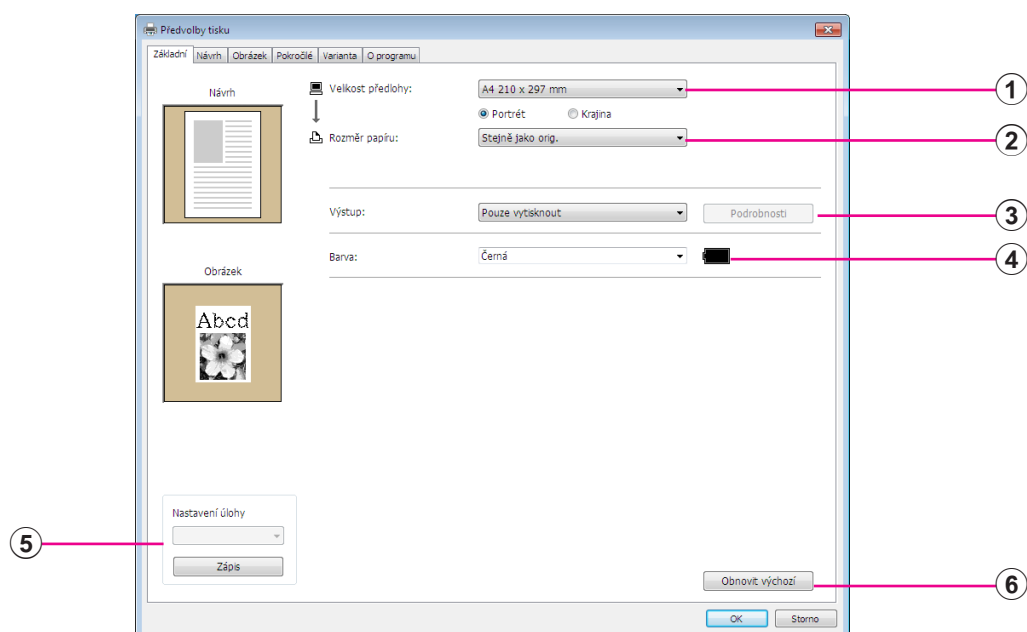 Předvolby tisku
Základní Návrh Obrázek Pokročilé Varianta O programu
Návrh
Velikost předlohy: A4 210 x 297 mm
1
Portrét Krajina
Rozměr papíru: Stejně jako orig.
2
Výstup: Pouze vytisknout Podrobnosti
3
Barva: Černá
4
Obrázek
Abcd
Nastavení úlohy
5
Zápis
Obnovit výchozí
6
OK Storno